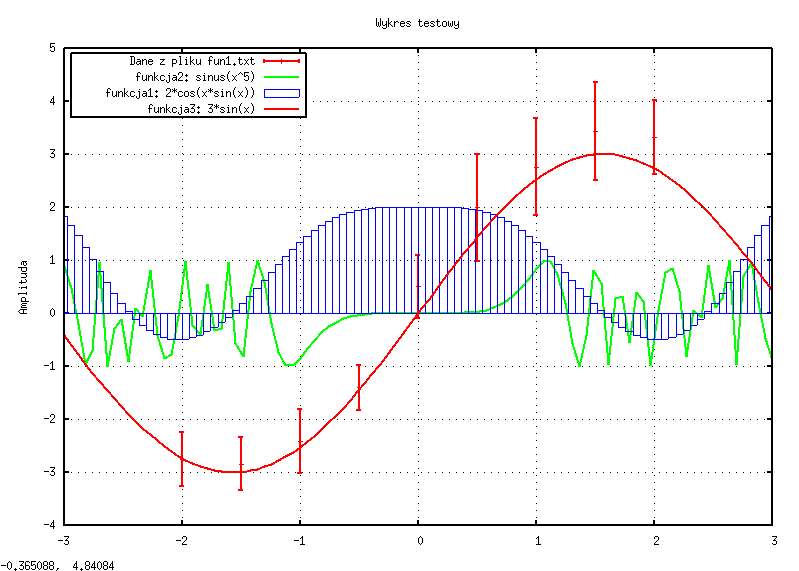 Wykres testowy
Dane z pliku fun1.txt
funkcja2: sinus(x^5)
funkcja1: 2*cos(x*sin(x))
funkcja3: 3*sin(x)
5
4
3
2
1
0
-1
-2
-3
-4
Amplituda
-3 -2 -1 0 1 2 3
-0.365088, 4.84084